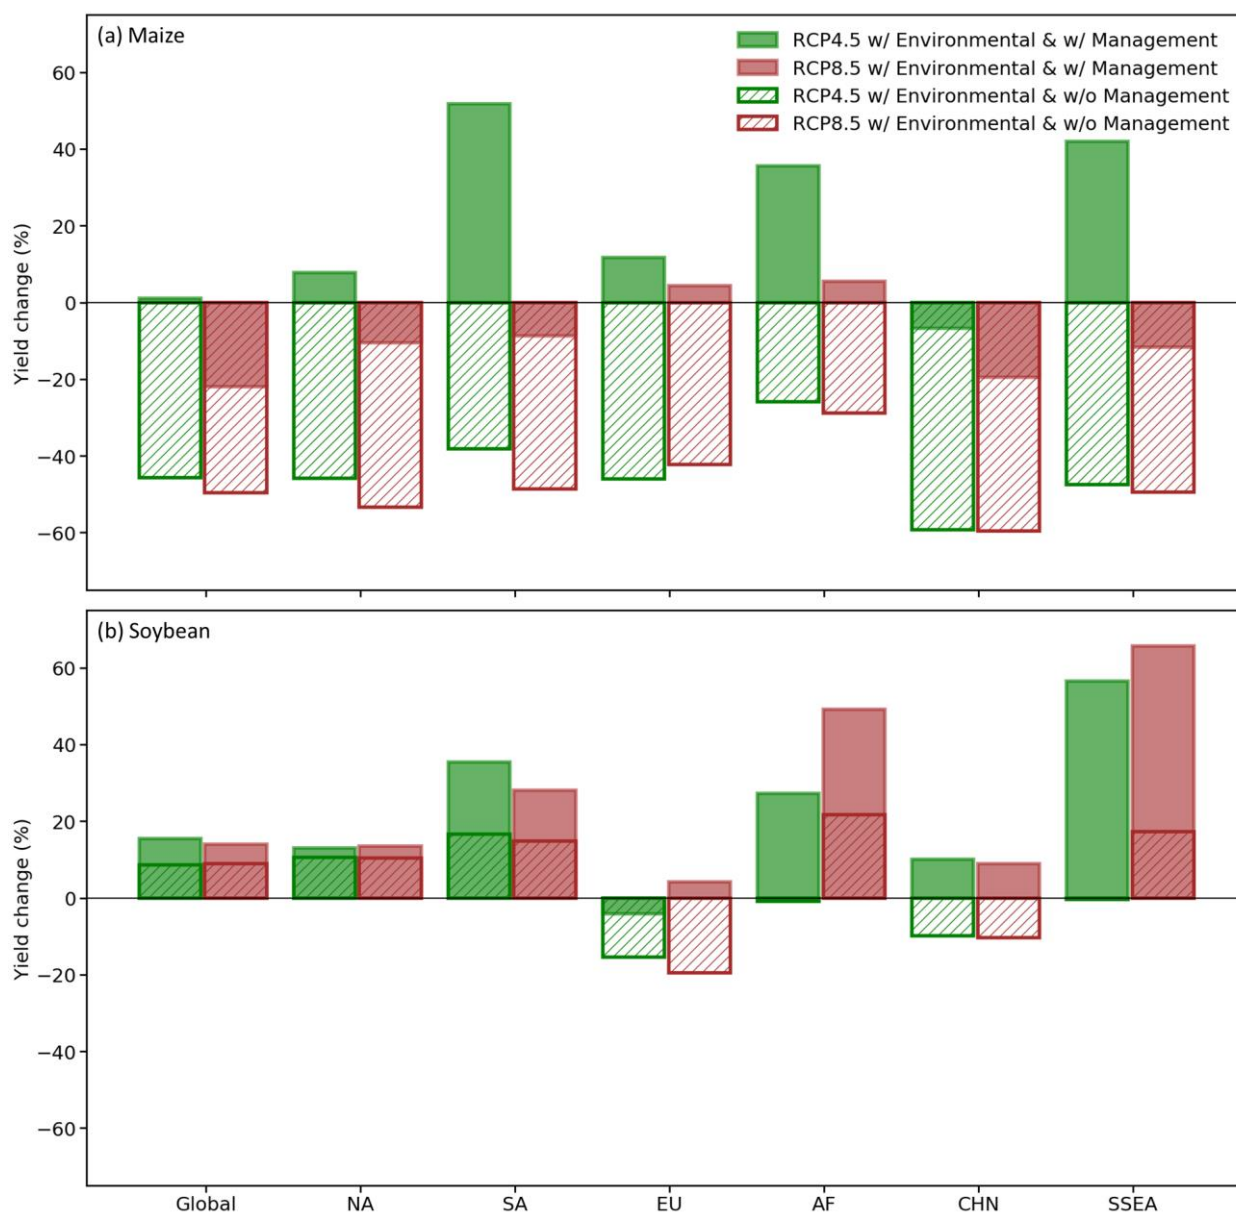 (a) Maize
RCP4.5 w/ Environmental & w/ Management
RCP8.5 w/ Environmental & w/ Management
RCP4.5 w/ Environmental & w/o Management
RCP8.5 w/ Environmental & w/o Management
Yield change (%)
60
40
20
0
−20
−40
−60
(b) Soybean
Yield change (%)
60
40
20
0
−20
−40
−60
Global NA SA EU AF CHN SSEA